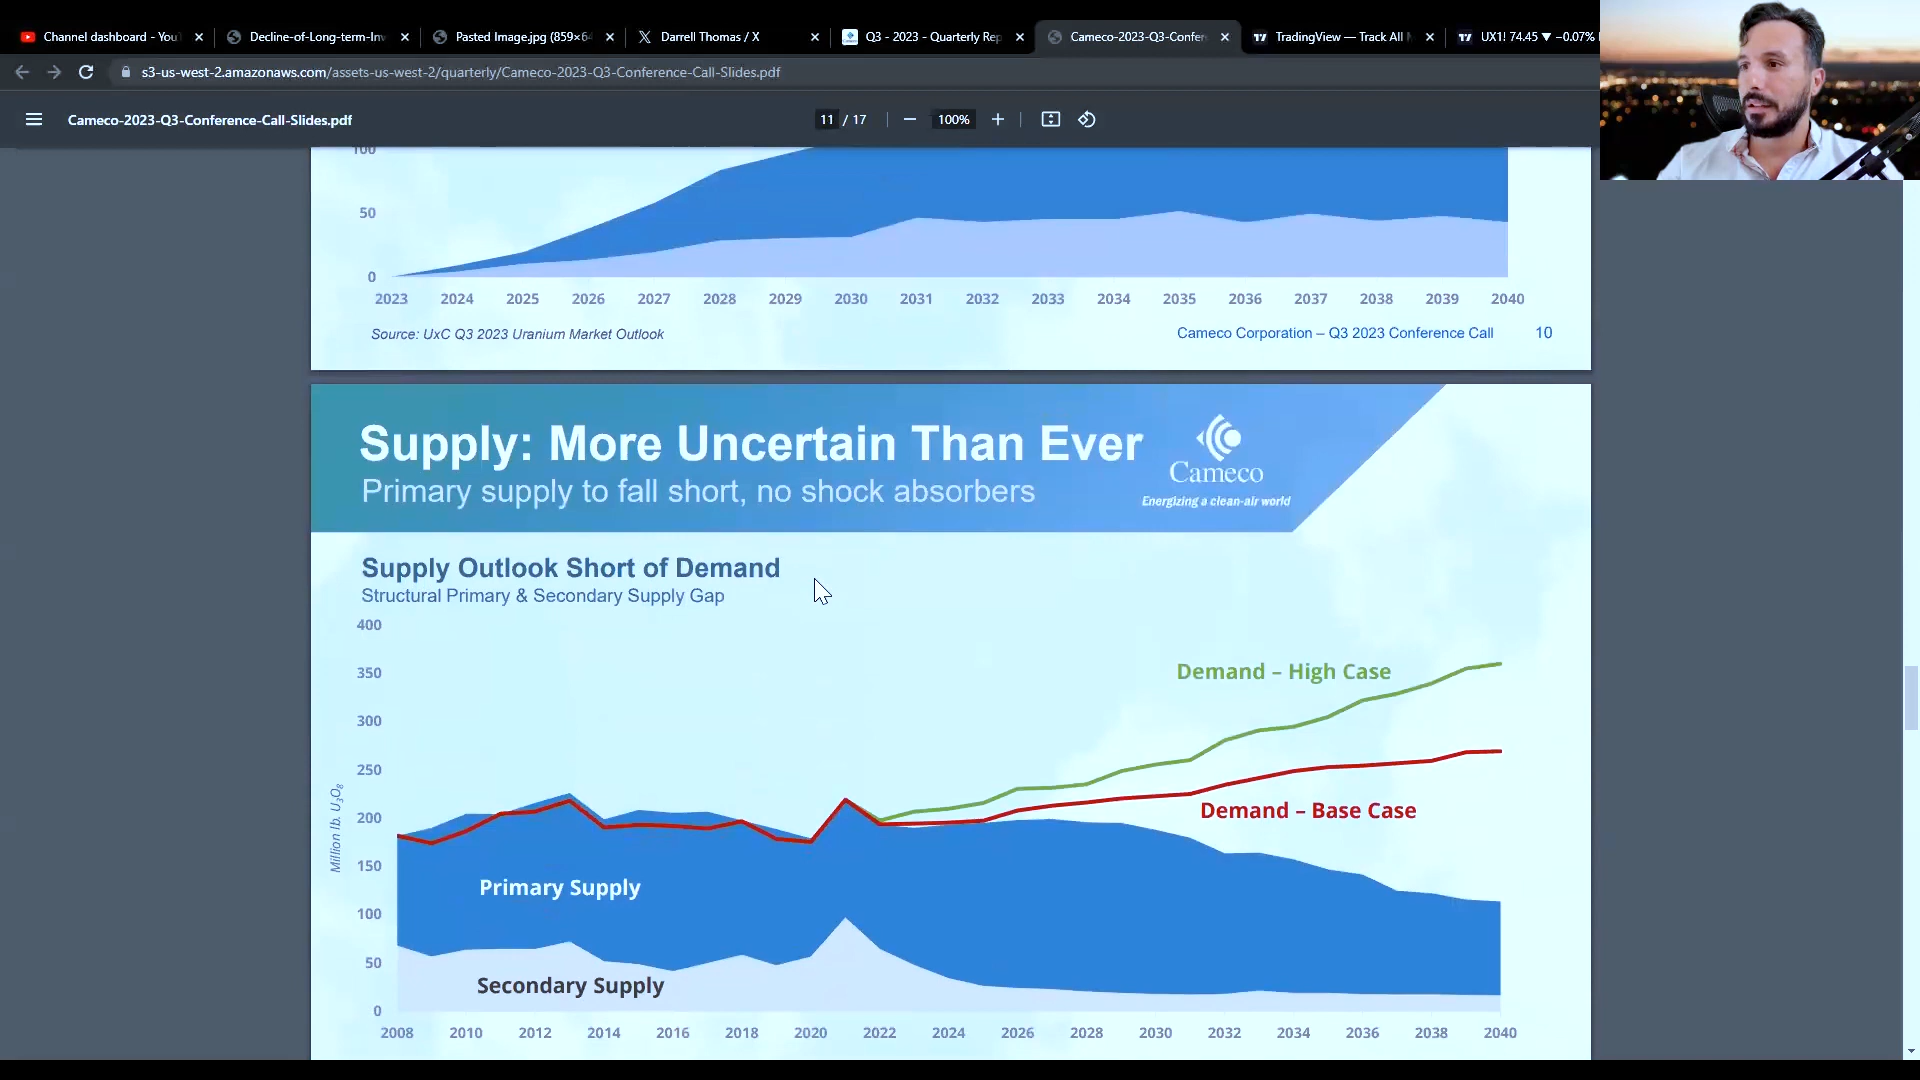 Channel dashboard - YouT
Decline-of-Long-term-Inv
Pasted Image.jpg (859×64
Darrell Thomas / X
Q3 - 2023 - Quarterly Rep
Cameco-2023-Q3-Confer
TradingView — Track All M
UX1! 74.45 ▼ −0.07%
s3-us-west-2.amazonaws.com/assets-us-west-2/quarterly/Cameco-2023-Q3-Conference-Call-Slides.pdf
Cameco-2023-Q3-Conference-Call-Slides.pdf
11 / 17
100%
100
50
0
2023 2024 2025 2026 2027 2028 2029 2030 2031 2032 2033 2034 2035 2036 2037 2038 2039 2040
Source: UxC Q3 2023 Uranium Market Outlook
Cameco Corporation – Q3 2023 Conference Call 10
Supply: More Uncertain Than Ever
Primary supply to fall short, no shock absorbers
Cameco
Energizing a clean-air world
Supply Outlook Short of Demand
Structural Primary & Secondary Supply Gap
400
350
300
250
200
150
100
50
0
Million lb. U₃O₈
Demand – High Case
Demand – Base Case
Primary Supply
Secondary Supply
2008 2010 2012 2014 2016 2018 2020 2022 2024 2026 2028 2030 2032 2034 2036 2038 2040